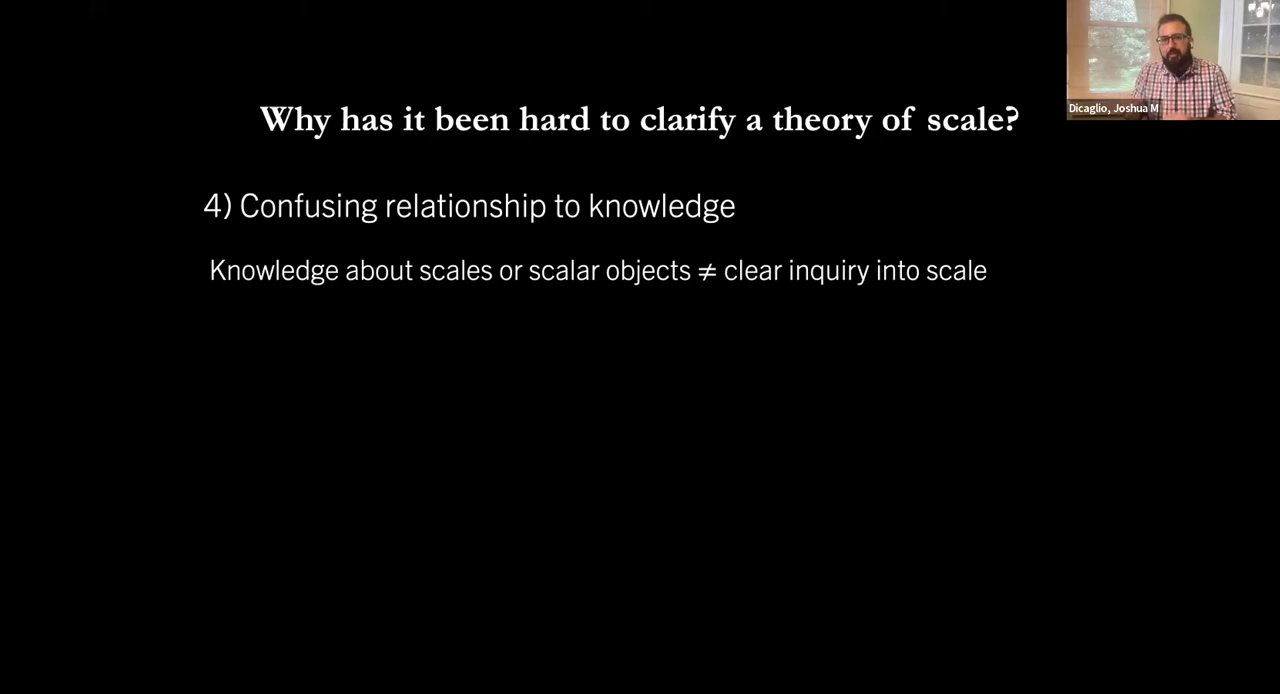 Dicaglio, Joshua M
Why has it been hard to clarify a theory of scale?
4) Confusing relationship to knowledge
Knowledge about scales or scalar objects ≠ clear inquiry into scale